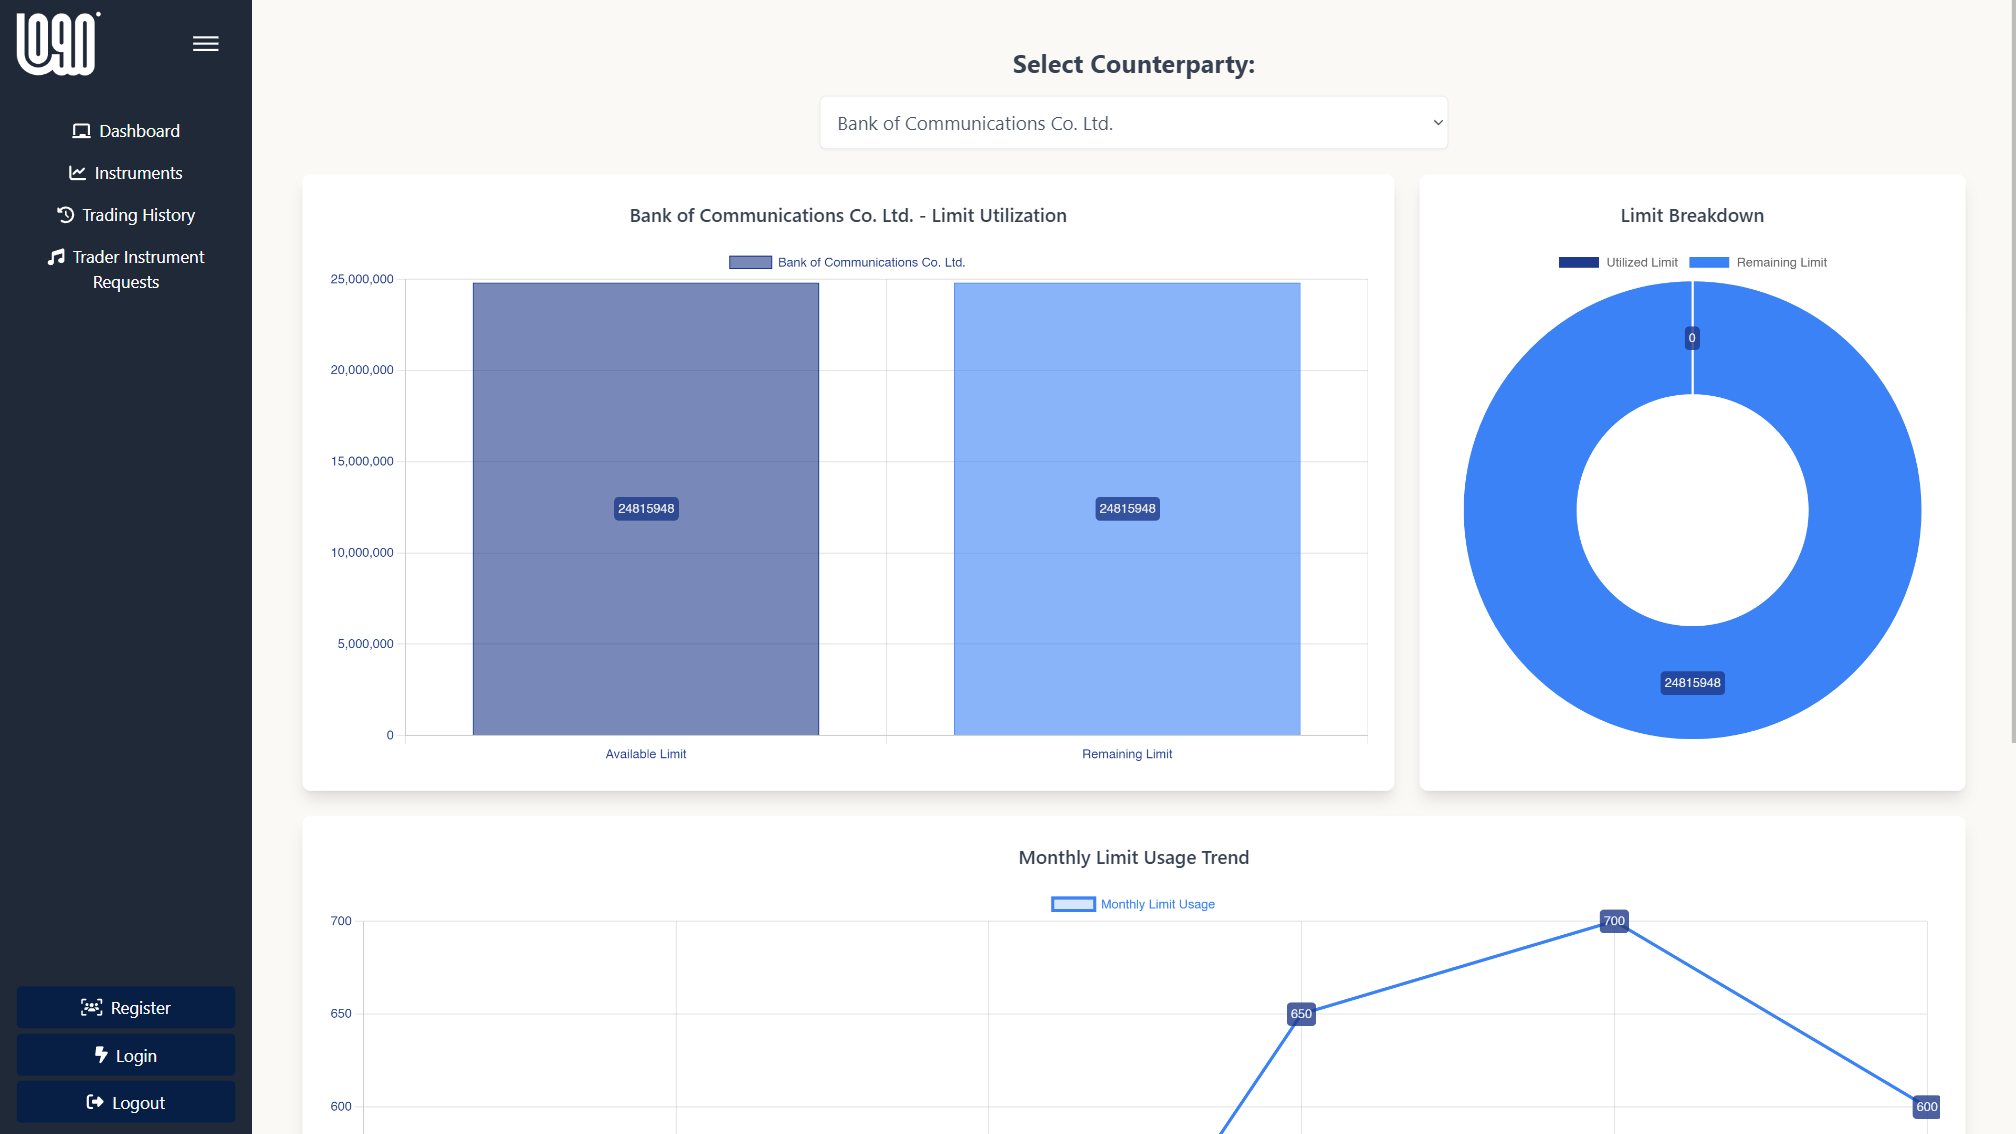 Dashboard
Instruments
Trading History
Trader Instrument
Requests
Register
Login
Logout
Select Counterparty:
Bank of Communications Co. Ltd.
Bank of Communications Co. Ltd. - Limit Utilization
Bank of Communications Co. Ltd.
25,000,000
20,000,000
15,000,000
10,000,000
5,000,000
0
24815948
24815948
Available Limit
Remaining Limit
Limit Breakdown
Utilized Limit
Remaining Limit
0
24815948
Monthly Limit Usage Trend
Monthly Limit Usage
700
650
600
650
700
600